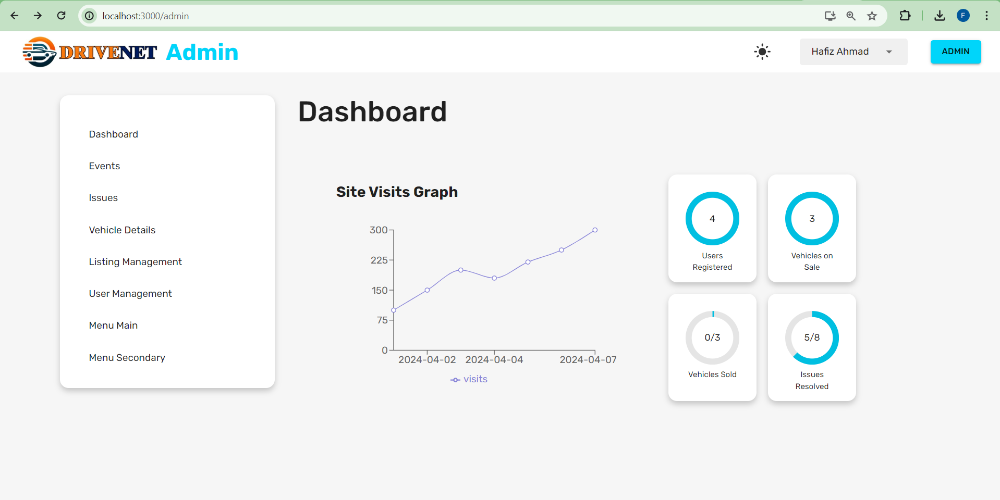 localhost:3000/admin
F
DRIVENET Admin
Hafiz Ahmad
ADMIN
Dashboard
Events
Issues
Vehicle Details
Listing Management
User Management
Menu Main
Menu Secondary
Dashboard
Site Visits Graph
300
225
150
75
0
2024-04-02 2024-04-04 2024-04-07
visits
4
Users
Registered
3
Vehicles on
Sale
0/3
Vehicles Sold
5/8
Issues
Resolved